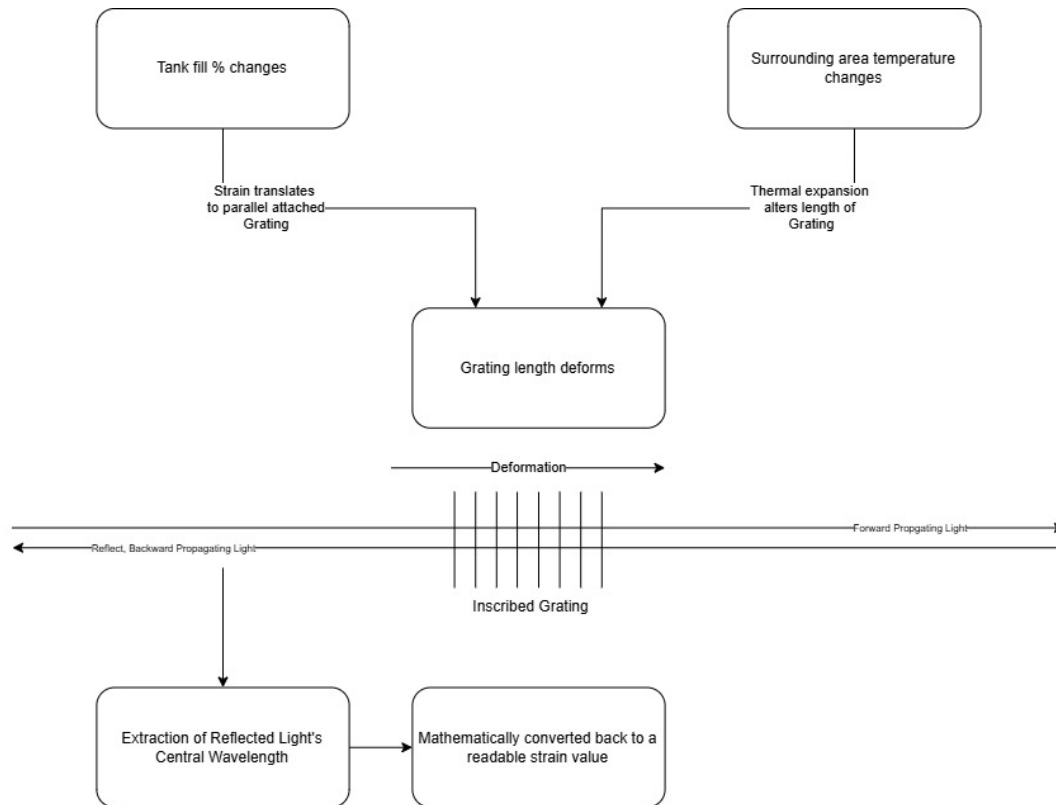 Tank fill % changes
Surrounding area temperature
changes
Strain translates
to parallel attached
Grating
Thermal expansion
alters length of
Grating
Grating length deforms
Deformation
Forward Propgating Light
Reflect, Backward Propagating Light
Inscribed Grating
Extraction of Reflected Light's
Central Wavelength
Mathematically converted back to a
readable strain value